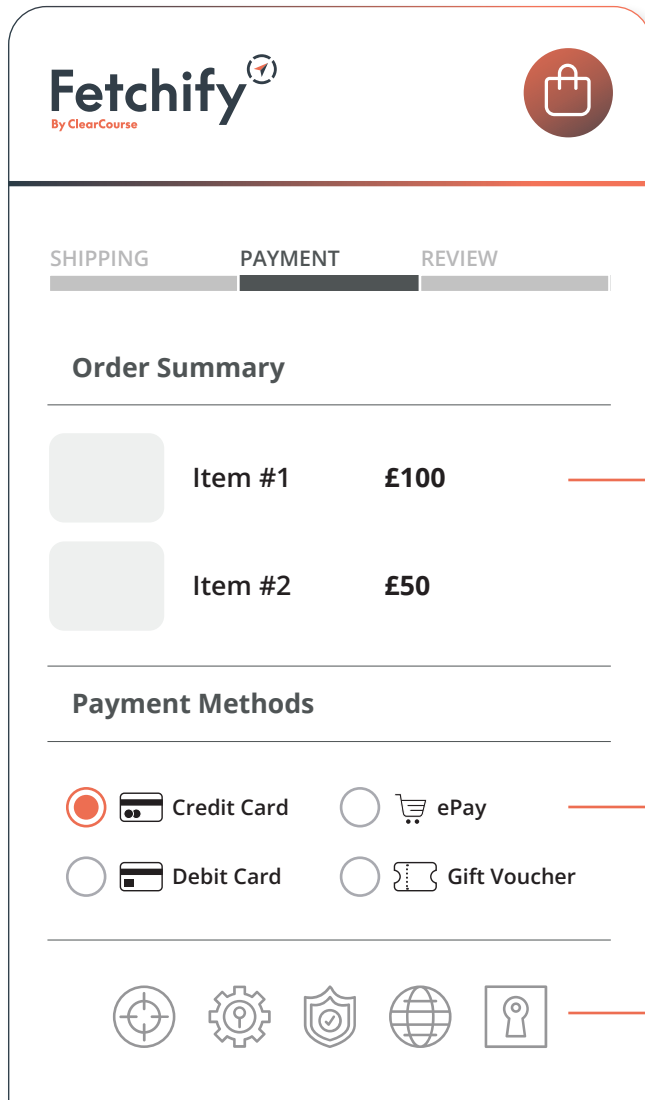 Fetchify
By ClearCourse
SHIPPING PAYMENT REVIEW
Order Summary
Item #1 £100
Item #2 £50
Payment Methods
Credit Card ePay
Debit Card Gift Voucher